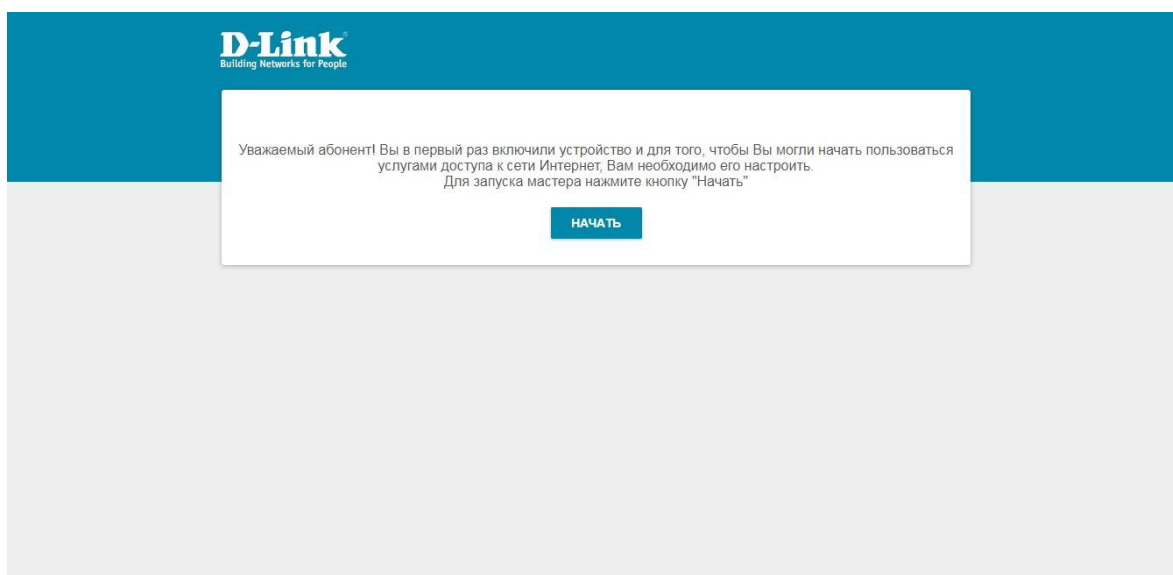 D-Link
Building Networks for People
Уважаемый абонент! Вы в первый раз включили устройство и для того, чтобы Вы могли начать пользоваться
услугами доступа к сети Интернет, Вам необходимо его настроить.
Для запуска мастера нажмите кнопку "Начать"
НАЧАТЬ